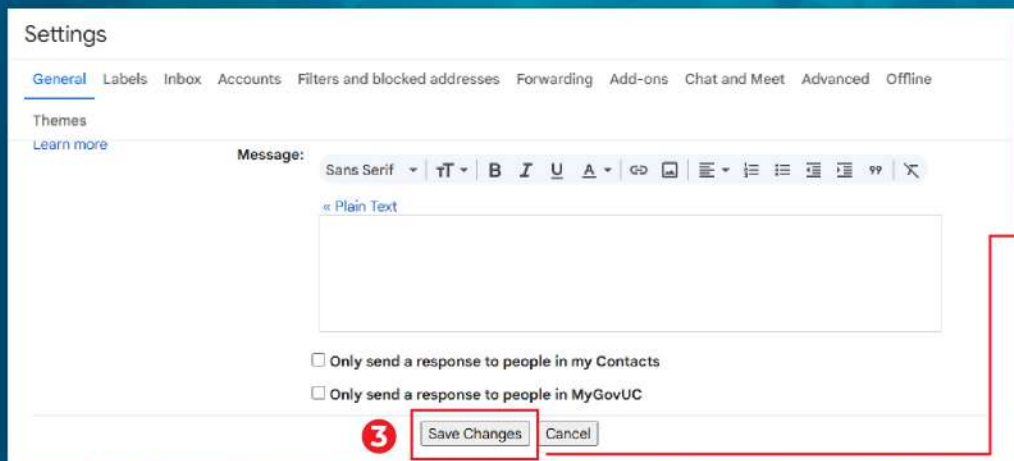 Settings
General Labels Inbox Accounts Filters and blocked addresses Forwarding Add-ons Chat and Meet Advanced Offline
Themes
Learn more
Message:
Sans Serif TT B I U A
« Plain Text
Only send a response to people in my Contacts
Only send a response to people in MyGovUC
3 Save Changes Cancel